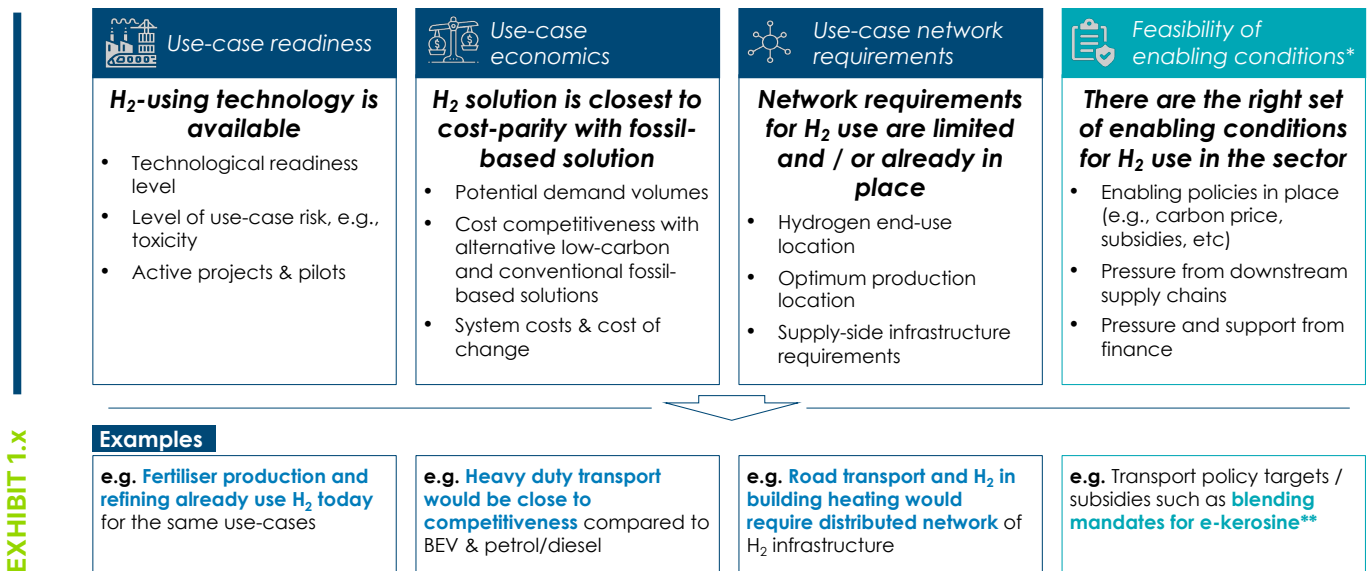 Use-case readiness
H₂-using technology is
available
• Technological readiness
level
• Level of use-case risk, e.g.,
toxicity
• Active projects & pilots
Use-case
economics
H₂ solution is closest to
cost-parity with fossil-
based solution
• Potential demand volumes
• Cost competitiveness with
alternative low-carbon
and conventional fossil-
based solutions
• System costs & cost of
change
Use-case network
requirements
Network requirements
for H₂ use are limited
and / or already in
place
• Hydrogen end-use
location
• Optimum production
location
• Supply-side infrastructure
requirements
Feasibility of
enabling conditions*
There are the right set
of enabling conditions
for H₂ use in the sector
• Enabling policies in place
(e.g., carbon price,
subsidies, etc)
• Pressure from downstream
supply chains
• Pressure and support from
finance
EXHIBIT 1.x
Examples
e.g. Fertiliser production and
refining already use H₂ today
for the same use-cases
e.g. Heavy duty transport
would be close to
competitiveness compared to
BEV & petrol/diesel
e.g. Road transport and H₂ in
building heating would
require distributed network of
H₂ infrastructure
e.g. Transport policy targets /
subsidies such as blending
mandates for e-kerosine**